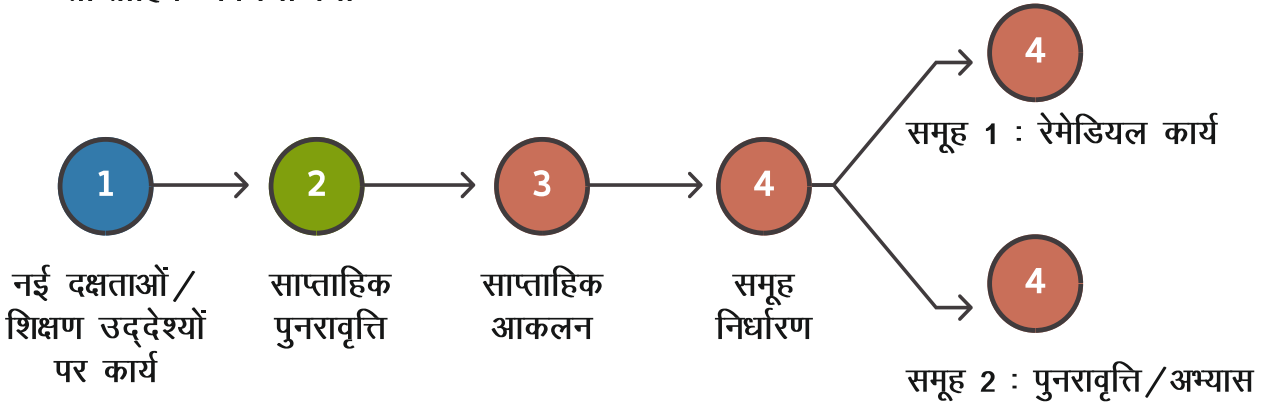 1
नई दक्षताओं/
शिक्षण उद्देश्यों
पर कार्य
2
साप्ताहिक
पुनरावृत्ति
3
साप्ताहिक
आकलन
4
समूह
निर्धारण
4
समूह 1 : रेमेडियल कार्य
4
समूह 2 : पुनरावृत्ति/अभ्यास